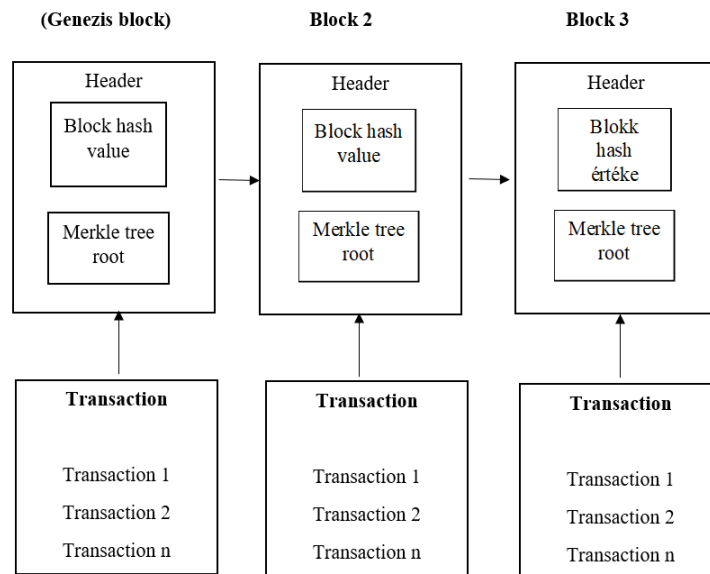 (Genezis block)
Block 2
Block 3
Header
Block hash
value
Merkle tree
root
Header
Block hash
value
Merkle tree
root
Header
Blokk
hash
értéke
Merkle tree
root
Transaction
Transaction 1
Transaction 2
Transaction n
Transaction
Transaction 1
Transaction 2
Transaction n
Transaction
Transaction 1
Transaction 2
Transaction n